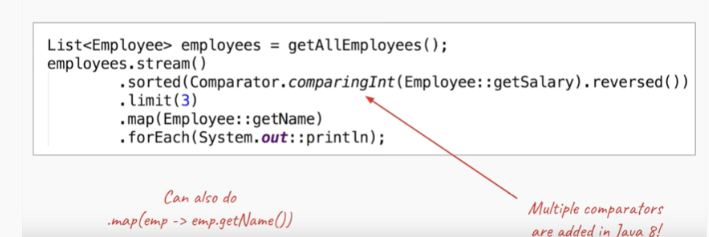 List<Employee> employees = getAllEmployees();
employees.stream()
.sorted(Comparator.comparingInt(Employee::getSalary).reversed())
.limit(3)
.map(Employee::getName)
.forEach(System.out::println);
Can also do
.map(emp -> emp.getName())
Multiple comparators
are added in Java 8!